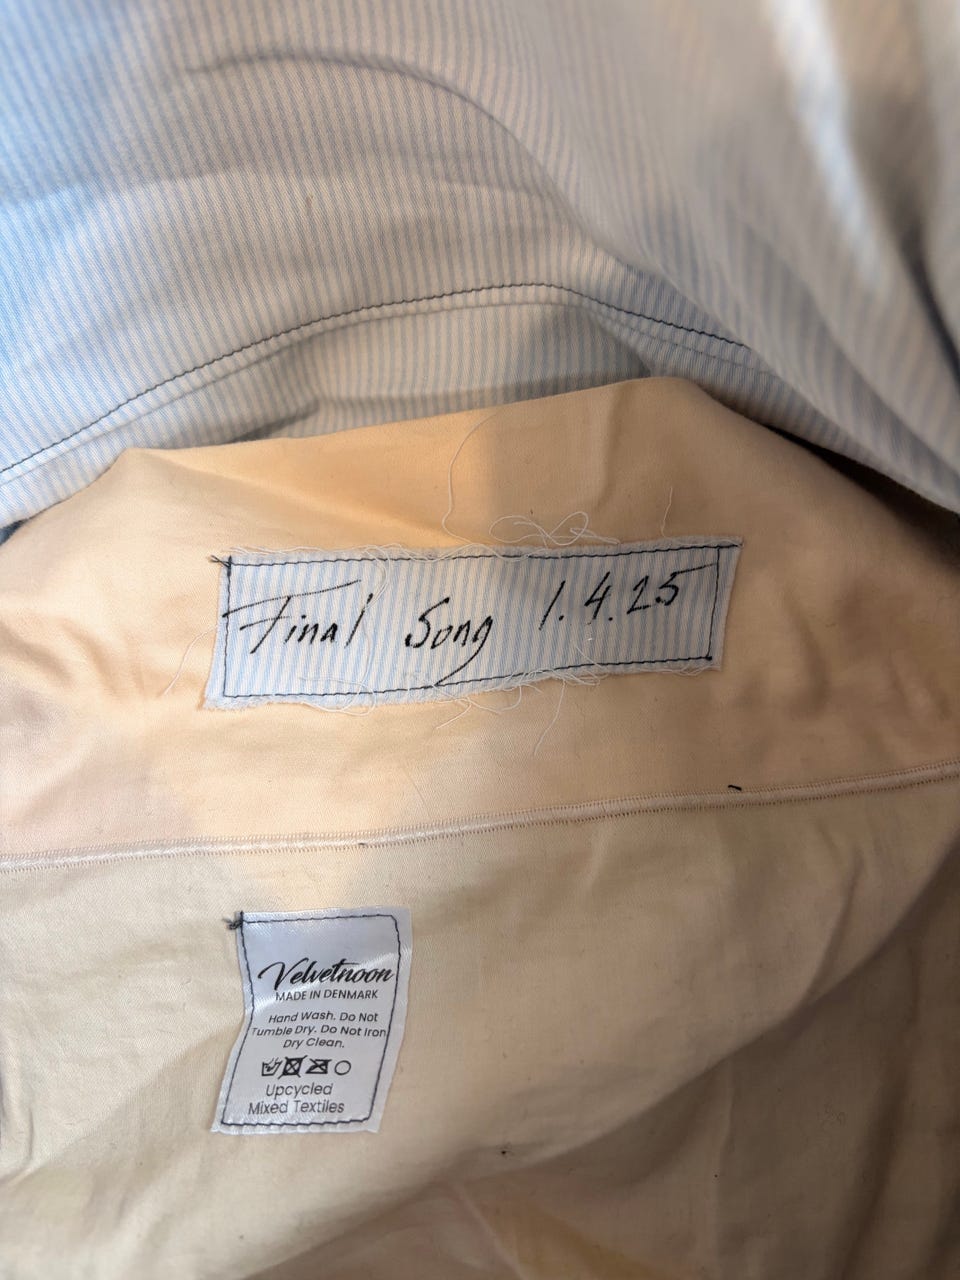 Final Song 1.4.25
Velvetnoon
MADE IN DENMARK
Hand Wash. Do Not
Tumble Dry. Do Not Iron
Dry Clean.
Upcycled
Mixed Textiles